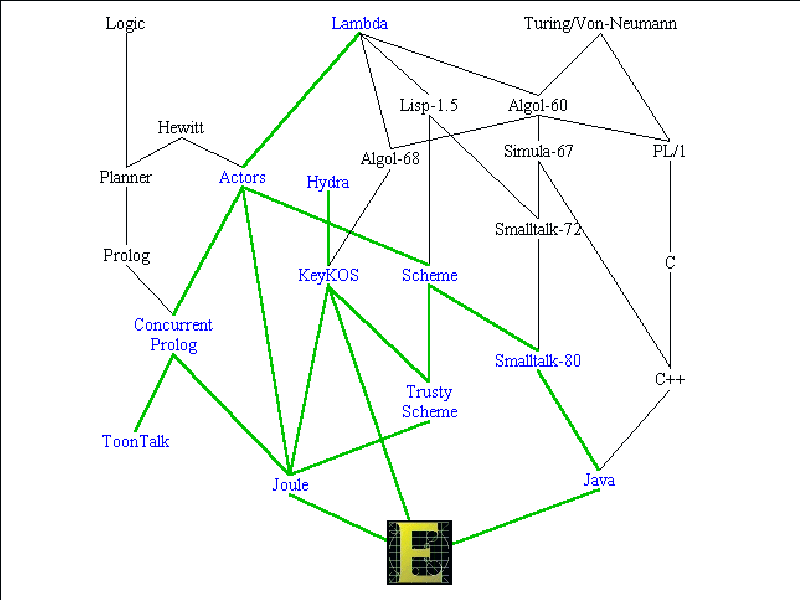 Logic
Lambda
Turing/Von-Neumann
Lisp-1.5
Algol-60
Hewitt
Algol-68
Simula-67
PL/1
Planner
Actors
Hydra
Smalltalk-72
Prolog
KeyKOS
Scheme
C
Concurrent
Prolog
Smalltalk-80
C++
Trusty
Scheme
ToonTalk
Joule
Java
E